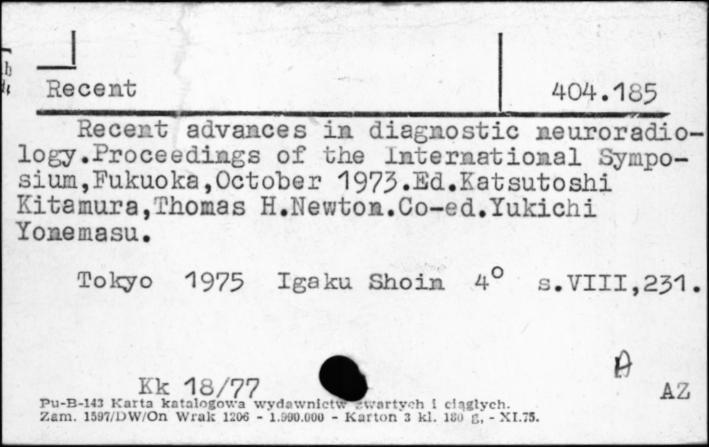 Recent 404.185
Recent advances in diagnostic neuroradio-
logy.Proceedings of the International Sympo-
sium,Fukuoka,October 1973.Ed.Katsutoshi
Kitamura,Thomas H.Newton.Co-ed.Yukichi
Yonemasu.
Tokyo 1975 Igaku Shoin 4° s.VIII,231.
Kk 18/77 AZ
Pu-B-143 Karta katalogowa wydawnictw zwartych i ciągłych.
Zam. 1597/DW/On Wrak 1206 - 1.990.000 - Karton 3 kl. 180 g, - XI.75.